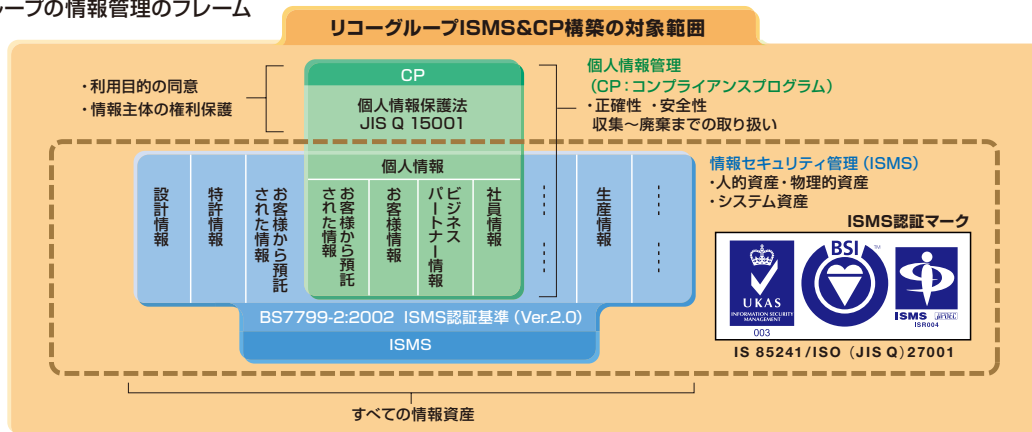 ループの情報管理のフレーム
リコーグループISMS&CP構築の対象範囲
・利用目的の同意
・情報主体の権利保護
CP
個人情報保護法
JIS Q 15001
個人情報管理
（CP：コンプライアンスプログラム）
・正確性 ・安全性
収集〜廃棄までの取り扱い
個人情報
設計情報
特許情報
お客様から預託
された情報
お客様から預託
された情報
お客様情報
ビジネス
パートナー情報
社員情報
生産情報
情報セキュリティ管理（ISMS）
・人的資産・物理的資産
・システム資産
ISMS認証マーク
UKAS
INFORMATION SECURITY
MANAGEMENT
003
BSI
TM
ISMS JIPDEC
ISR004
IS 85241/ISO（JIS Q）27001
BS7799-2:2002 ISMS認証基準（Ver.2.0）
ISMS
すべての情報資産